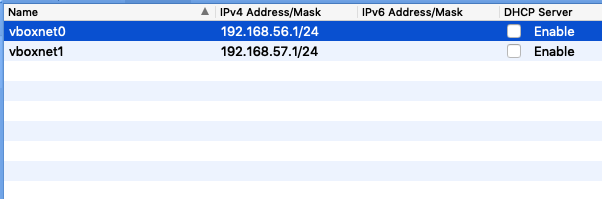 Name IPv4 Address/Mask IPv6 Address/Mask DHCP Server
vboxnet0 192.168.56.1/24 Enable
vboxnet1 192.168.57.1/24 Enable